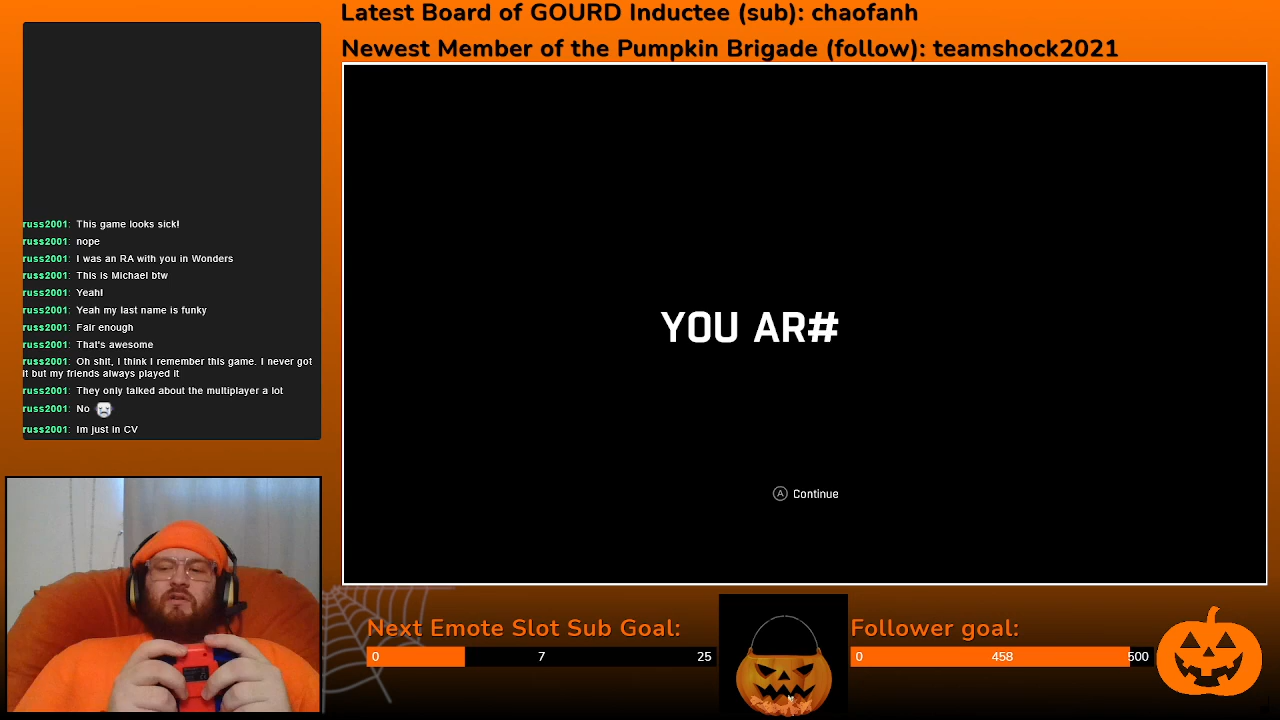 Latest Board of GOURD Inductee (sub): chaofanh
Newest Member of the Pumpkin Brigade (follow): teamshock2021
russ2001: This game looks sick!
russ2001: nope
russ2001: I was an RA with you in Wonders
russ2001: This is Michael btw
russ2001: Yeah!
russ2001: Yeah my last name is funky
russ2001: Fair enough
russ2001: That's awesome
russ2001: Oh shit, I think I remember this game. I never got
it but my friends always played it
russ2001: They only talked about the multiplayer a lot
russ2001: No
russ2001: Im just in CV
YOU AR#
A Continue
Next Emote Slot Sub Goal:
0 7 25
Follower goal:
0 458 500